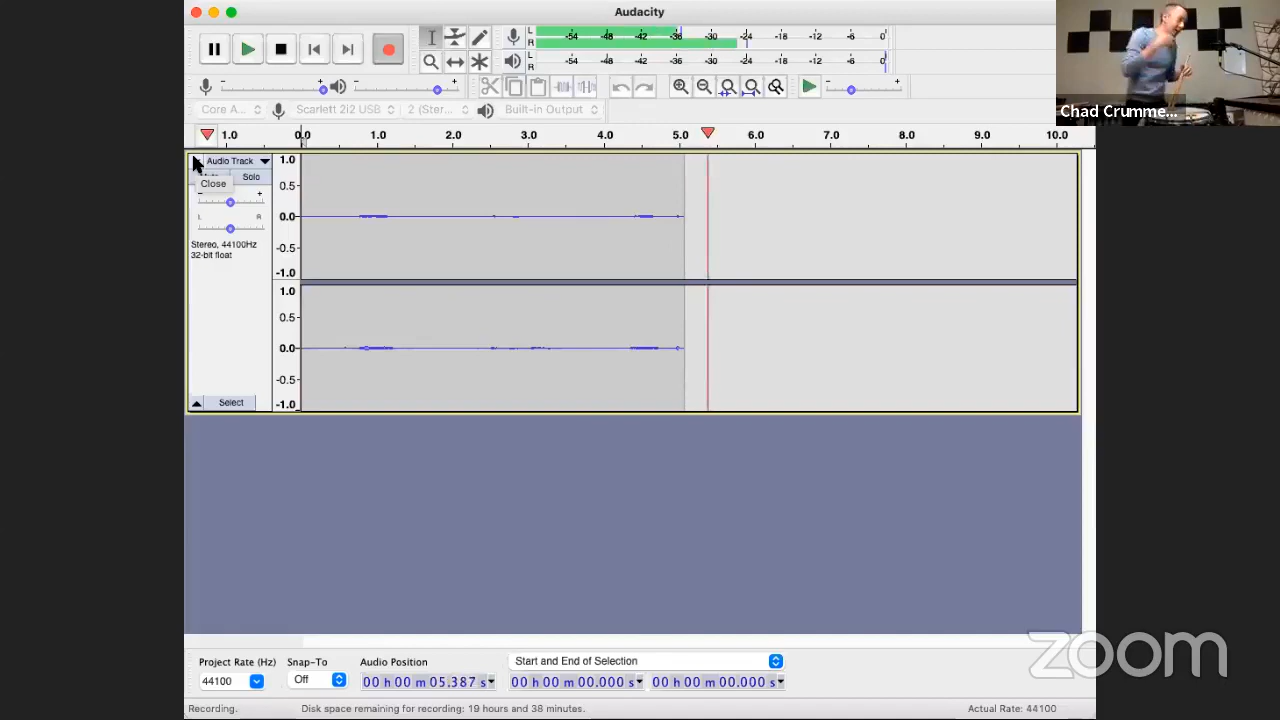 Audacity
L -54 -48 -42 -36 -30 -24 -18 -12 -6 0
R
L -54 -48 -42 -36 -30 -24 -18 -12 -6 0
R
Core A... Scarlett 2i2 USB 2 (Ster... Built-in Output
1.0 0.0 1.0 2.0 3.0 4.0 5.0 6.0 7.0 8.0 9.0 10.0
Audio Track
Solo
Close
- +
L R
Stereo, 44100Hz
32-bit float
Select
1.0
0.5
0.0
-0.5
-1.0
1.0
0.5
0.0
-0.5
-1.0
Project Rate (Hz) Snap-To Audio Position Start and End of Selection
44100 Off 00 h 00 m 05.387 s 00 h 00 m 00.000 s 00 h 00 m 00.000 s
Recording. Disk space remaining for recording: 19 hours and 38 minutes. Actual Rate: 44100
Chad Crumme...
zoom